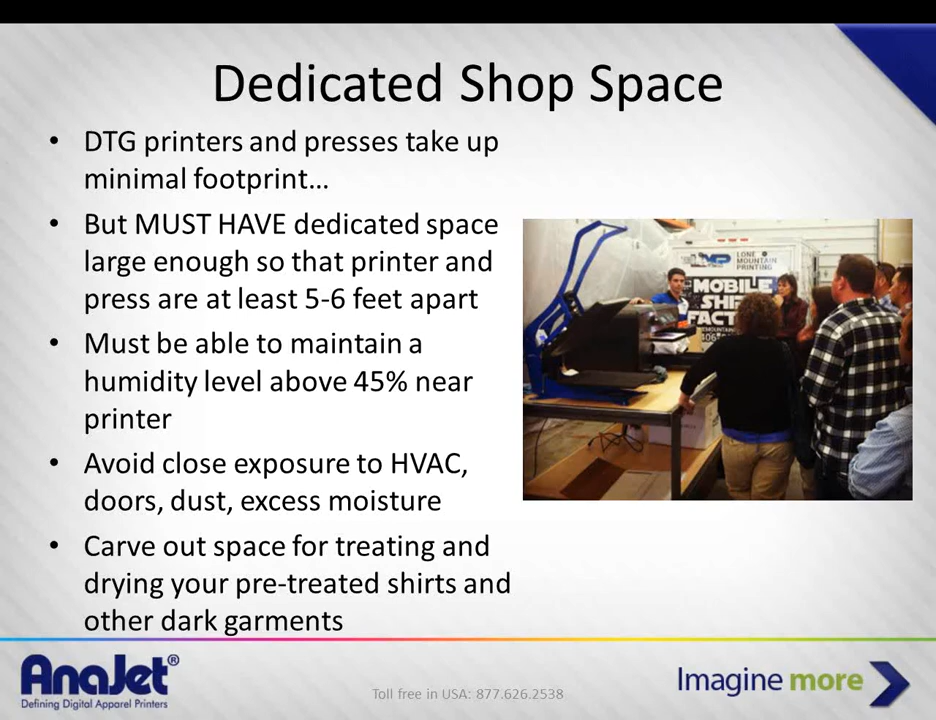 Dedicated Shop Space
• DTG printers and presses take up
minimal footprint...
• But MUST HAVE dedicated space
large enough so that printer and
press are at least 5-6 feet apart
• Must be able to maintain a
humidity level above 45% near
printer
• Avoid close exposure to HVAC,
doors, dust, excess moisture
• Carve out space for treating and
drying your pre-treated shirts and
other dark garments
LONE
MOUNTAIN
PRINTING
MOBILE
SHI
FACT
AnaJet®
Defining Digital Apparel Printers
Toll free in USA: 877.626.2538
Imagine more